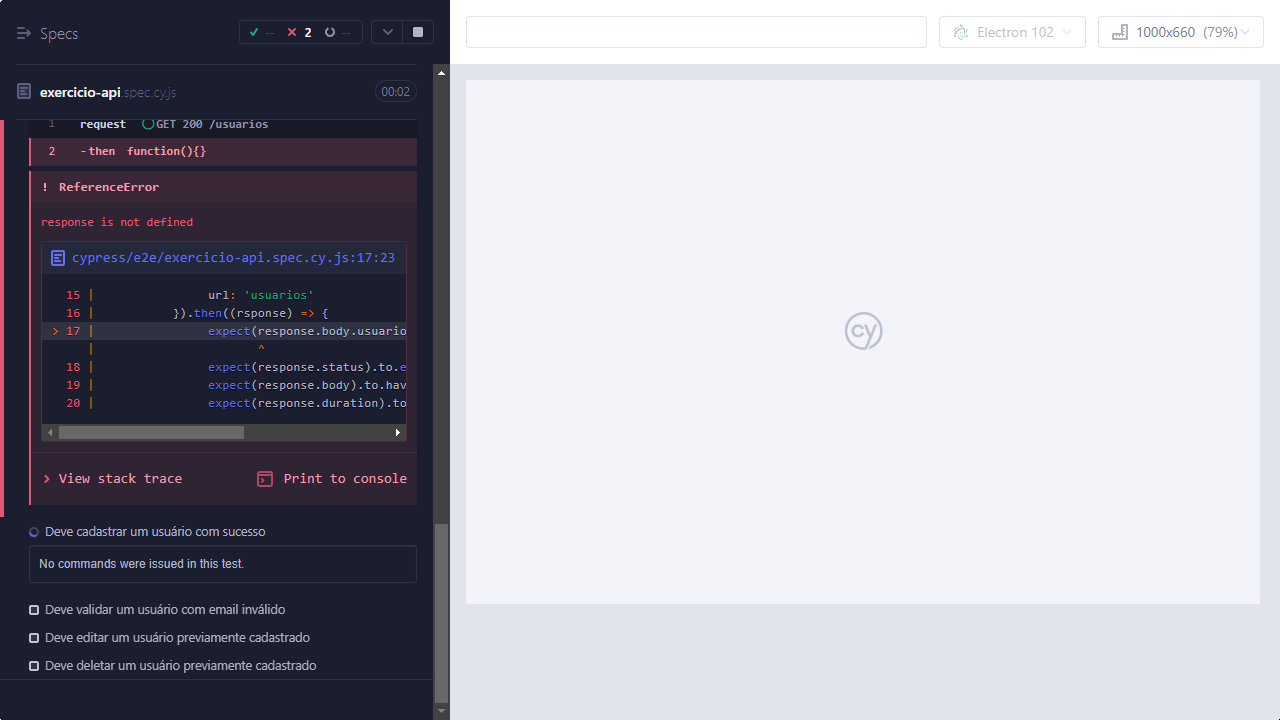 Specs
-- 2 --
Electron 102
1000x660 (79%)
exercicio-api.spec.cy.js
00:02
1 request GET 200 /usuarios
2 -then function(){}
! ReferenceError
response is not defined
cypress/e2e/exercicio-api.spec.cy.js:17:23
15 | url: 'usuarios'
16 | }).then((rsponse) => {
> 17 | expect(response.body.usuario
| ^
18 | expect(response.status).to.e
19 | expect(response.body).to.hav
20 | expect(response.duration).to
> View stack trace
Print to console
Deve cadastrar um usuário com sucesso
No commands were issued in this test.
Deve validar um usuário com email inválido
Deve editar um usuário previamente cadastrado
Deve deletar um usuário previamente cadastrado
cy